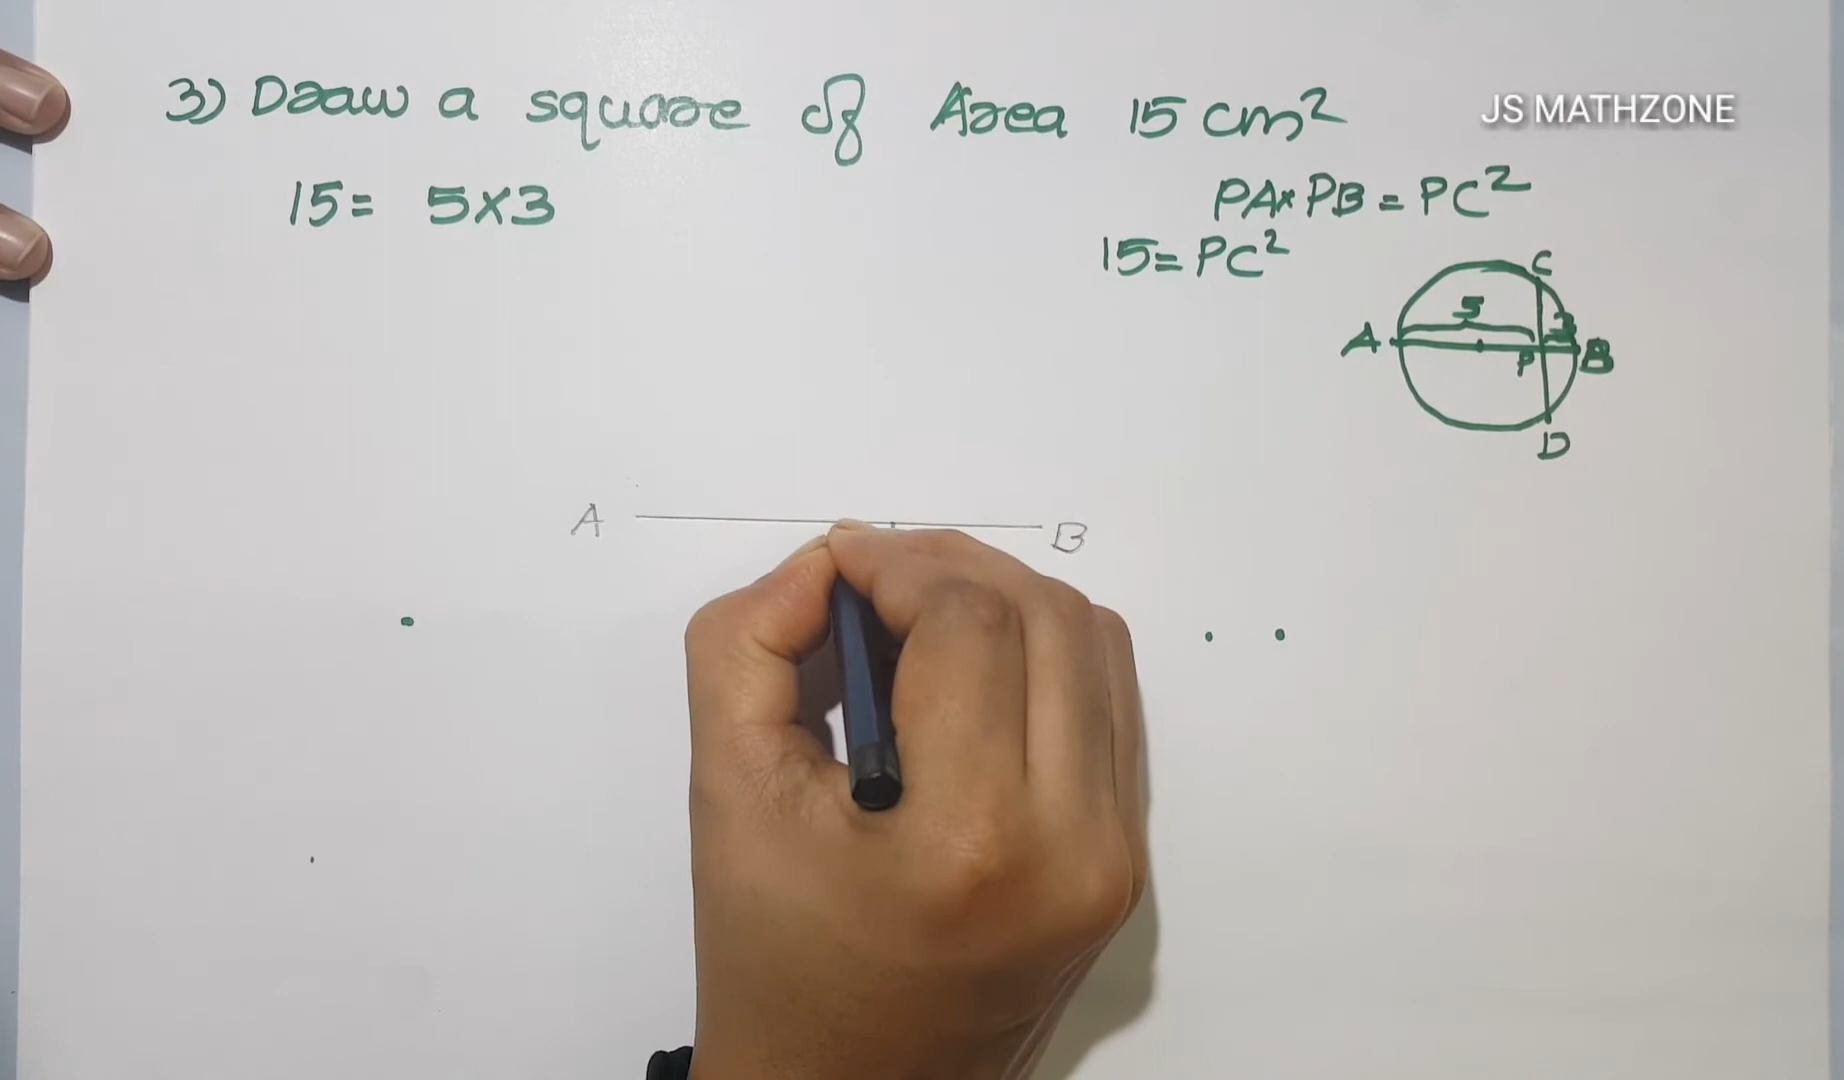 3) Draw a square of Area 15 cm²
JS MATHZONE
15 = 5×3
PA×PB = PC²
15 = PC²
C
5
3
A
P
B
D
A
B